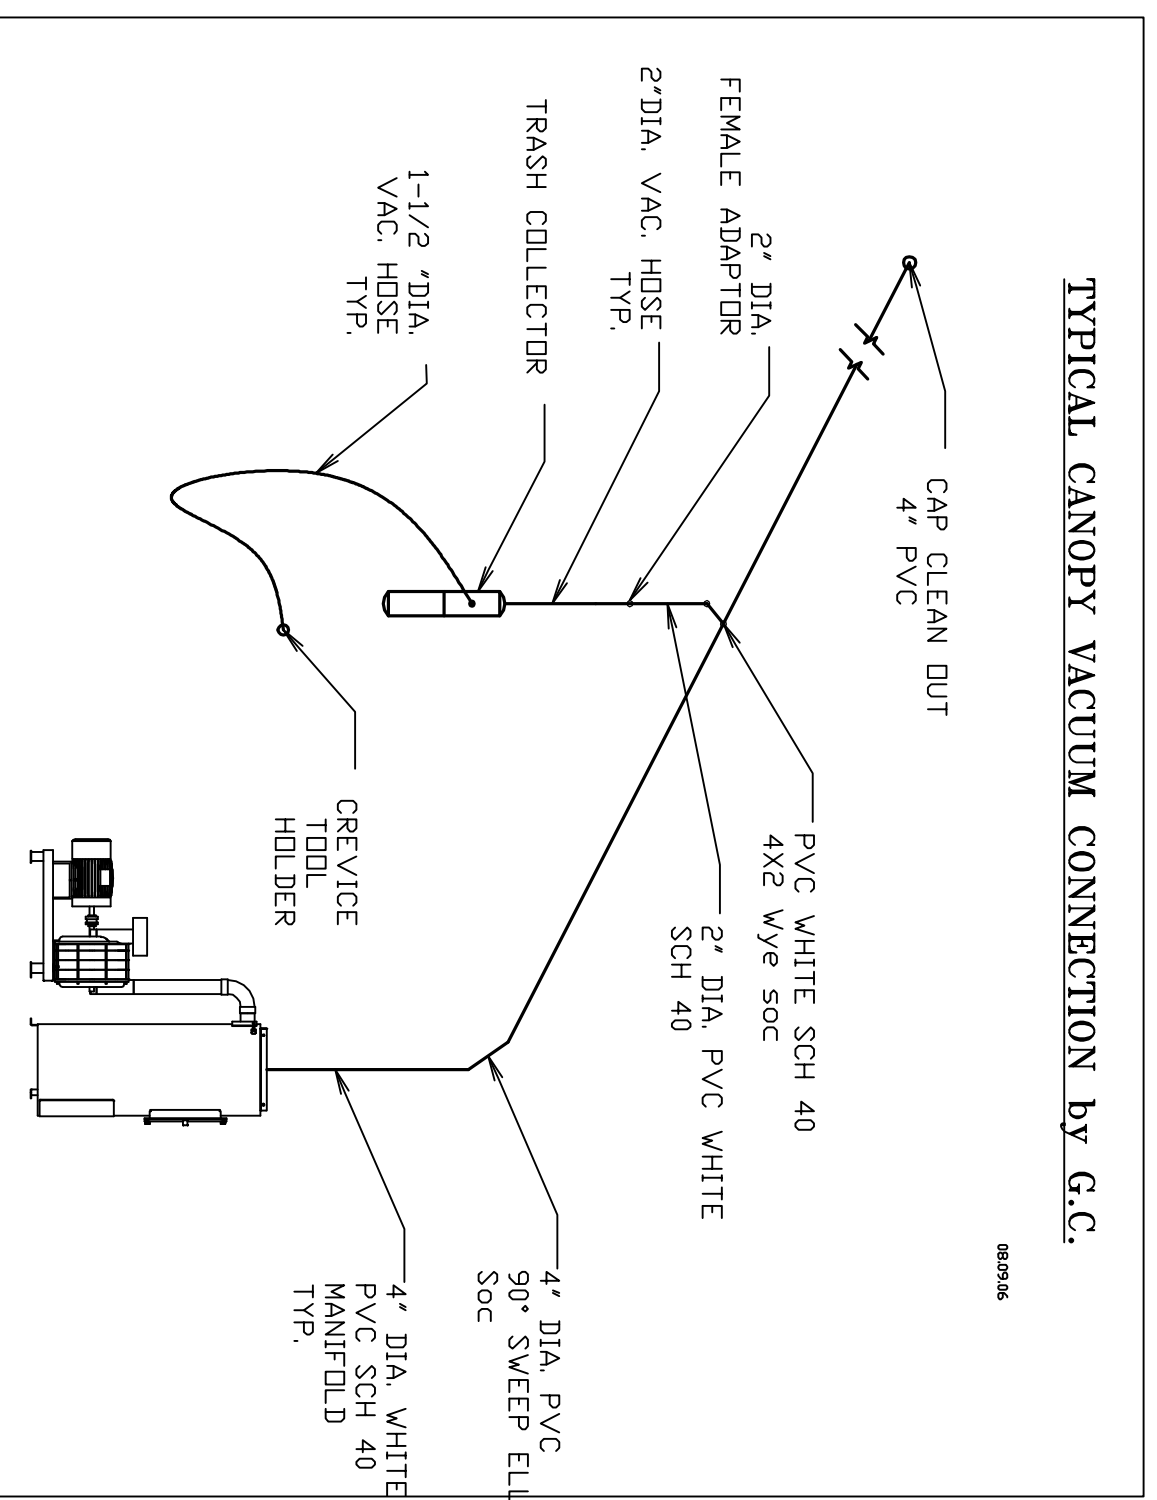 TYPICAL CANOPY VACUUM CONNECTION by G.C.
08.09.06
CAP CLEAN OUT
4" PVC
2" DIA.
FEMALE ADAPTOR
2"DIA. VAC. HOSE
TYP.
TRASH COLLECTOR
1-1/2 "DIA.
VAC. HOSE
TYP.
PVC WHITE SCH 40
4X2 Wye soc
2" DIA. PVC WHITE
SCH 40
CREVICE
TOOL
HOLDER
4" DIA. PVC
90° SWEEP ELL
Soc
4" DIA. WHITE
PVC SCH 40
MANIFOLD
TYP.